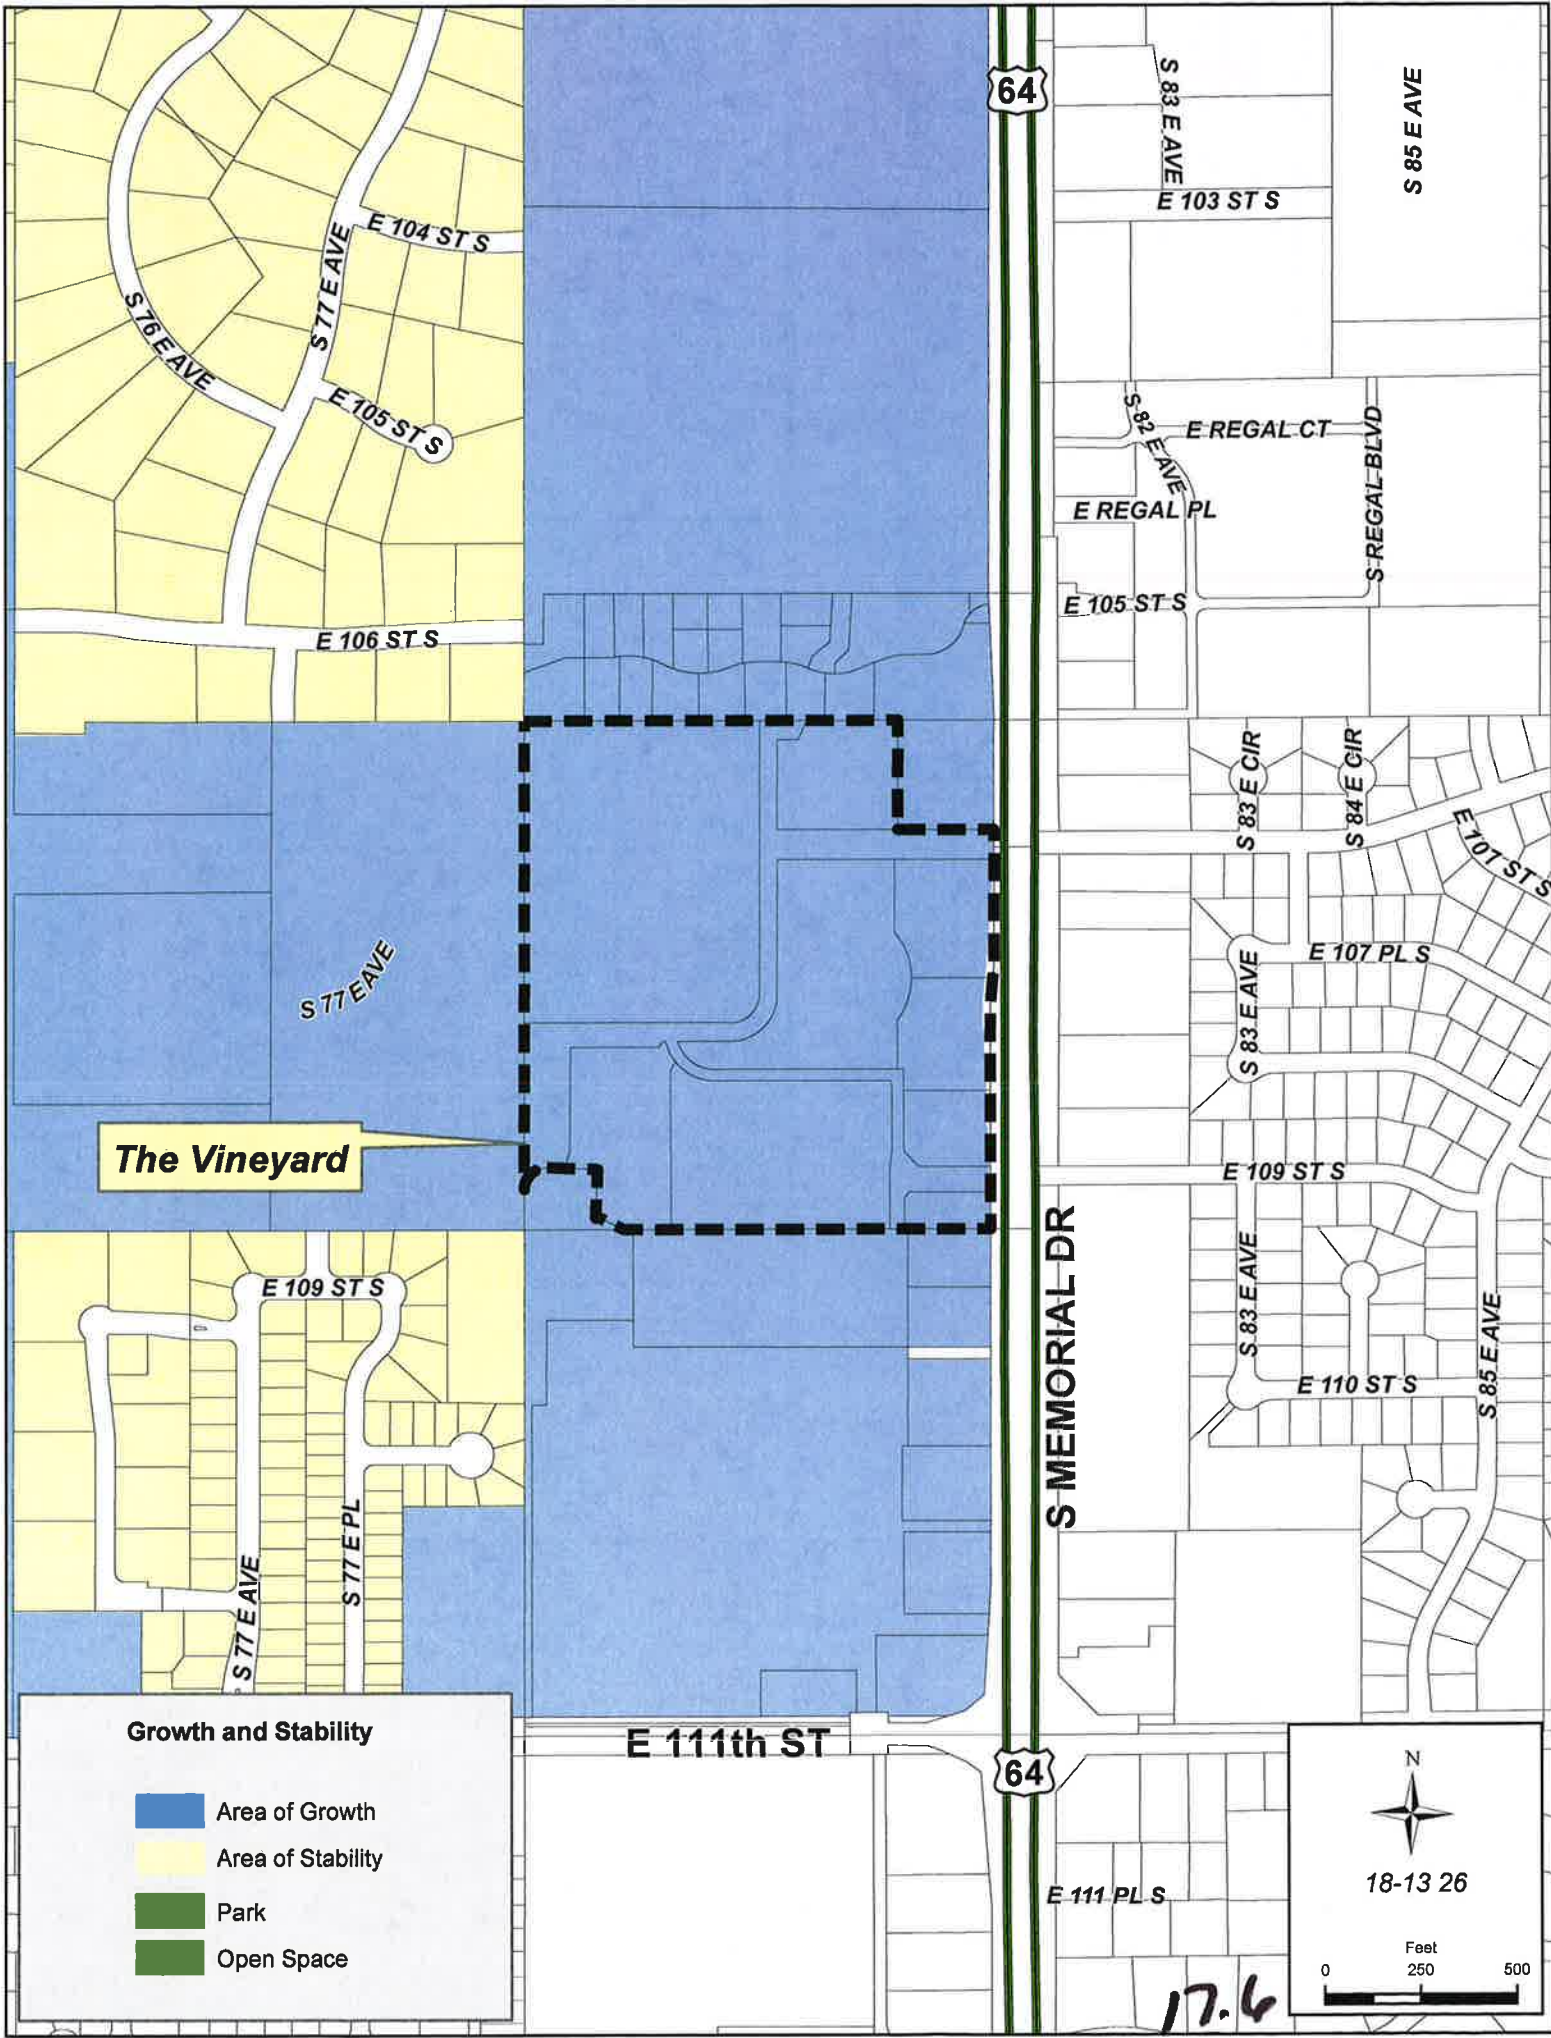 64
S 83 E AVE
S 85 E AVE
E 103 ST S
E 104 ST S
S 77 E AVE
S 76 E AVE
E 105 ST S
S 82 E AVE
E REGAL CT
S REGAL BLVD
E REGAL PL
E 105 ST S
E 106 ST S
S 83 E CIR
S 84 E CIR
E 107 ST S
S 77 E AVE
E 107 PL S
S 83 E AVE
The Vineyard
E 109 ST S
S MEMORIAL DR
E 109 ST S
S 83 E AVE
S 85 E AVE
E 110 ST S
S 77 E PL
S 77 E AVE
E 111th ST
64
Growth and Stability
Area of Growth
Area of Stability
Park
Open Space
E 111 PL S
N
18-13 26
Feet
0 250 500
17.6